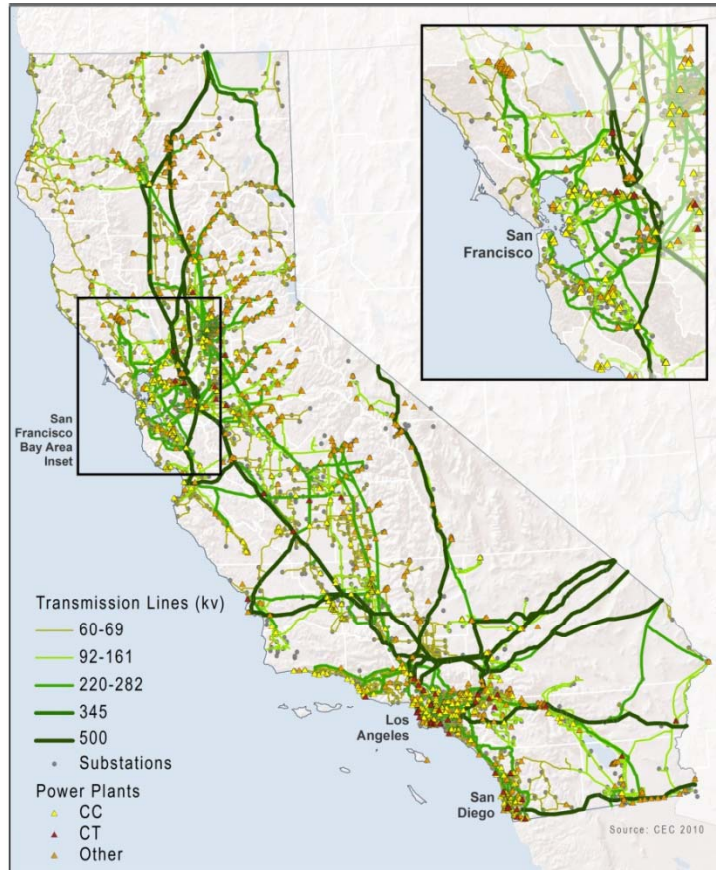 San
Francisco
San
Francisco
Bay Area
Inset
Transmission Lines (kv)
60-69
92-161
220-282
345
500
Substations
Power Plants
CC
CT
Other
Los
Angeles
San
Diego
Source: CEC 2010